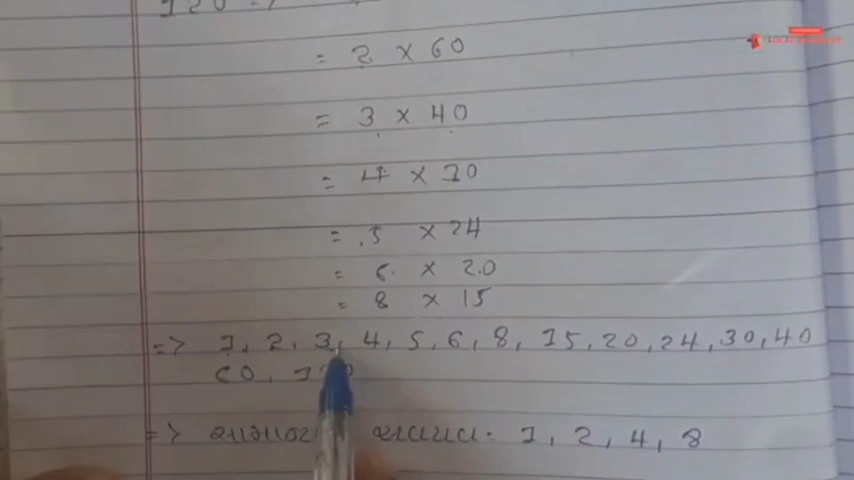 120 =
= 2 × 60
= 3 × 40
= 4 × 30
= 5 × 24
= 6 × 20
= 8 × 15
=> 1, 2, 3, 4, 5, 6, 8, 15, 20, 24, 30, 40
60, 120
=> 1, 2, 4, 8